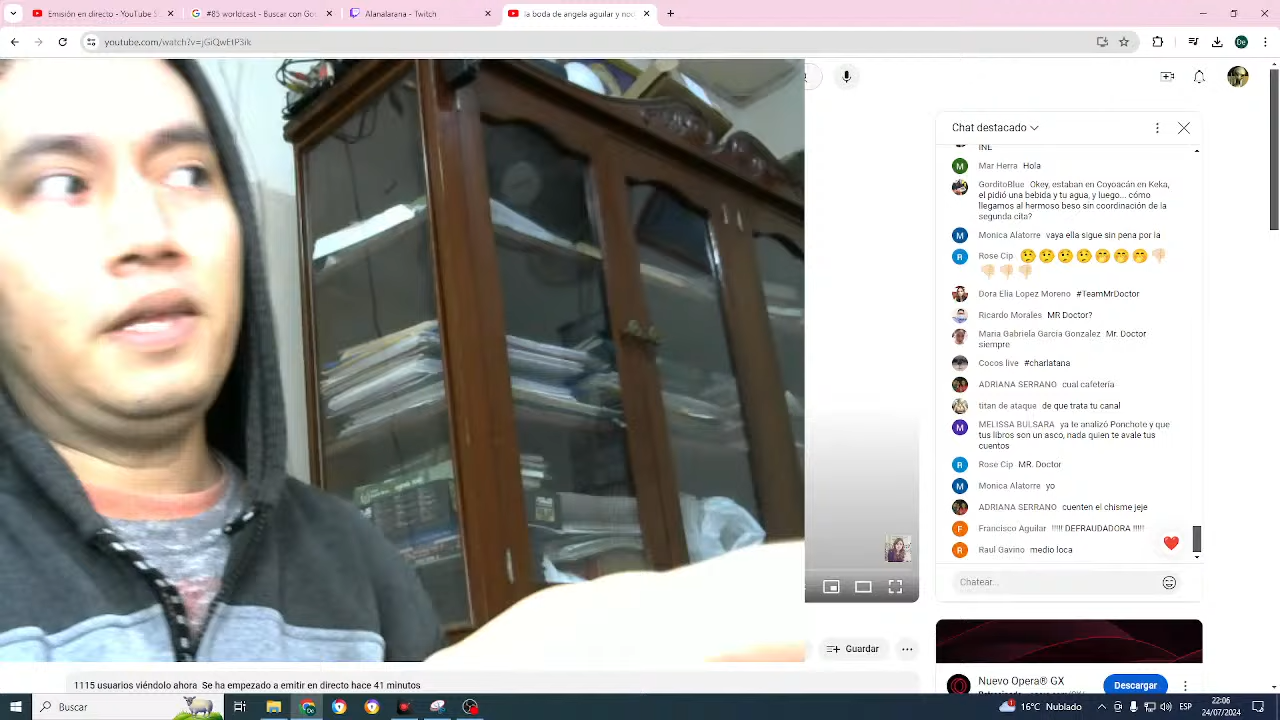 Emisión en directo - YouTube S
#85 worldcast - Buscar con Go
Alanalarana - Twitch
la boda de angela aguilar y nod
youtube.com/watch?v=jGiQwEtP3ik
De
Chat destacado
INE
Mar Herra Hola
GorditoBlue Okey, estaban en Coyoacán en Keka,
el pidió una bebida y tu agua, y luego... cómo
llegamos al hermoso beso sin coordinación de la
segunda cita?
Monica Alatorre vaya ella sigue sin pena por la
Rose Cip 🫢🫢🫢🫢🤭🤭🤭👎🏻
👎🏻👎🏻👎🏻
Dora Elia Lopez Moreno #TeamMrDoctor
Ricardo Morales MR Doctor?
Maria Gabriela Garcia Gonzalez Mr. Doctor
siempre
Cocos live #charlatana
ADRIANA SERRANO cual cafetería
titan de ataque de que trata tu canal
MELISSA BULSARA ya te analizó Ponchote y que
tus libros son un asco, nada quien te avale tus
cuentos
Rose Cip MR. Doctor
Monica Alatorre yo
ADRIANA SERRANO cuenten el chisme jeje
Francisco Aguilar !!!!! DEFRAUDADORA !!!!!
Raul Gavino medio loca
Chatear...
Guardar
Nuevo Opera® GX
Descargar
1115 usuarios viéndolo ahora Se ha empezado a emitir en directo hace 41 minutos
Buscar
16°C Nublado
ESP
22:06
24/07/2024